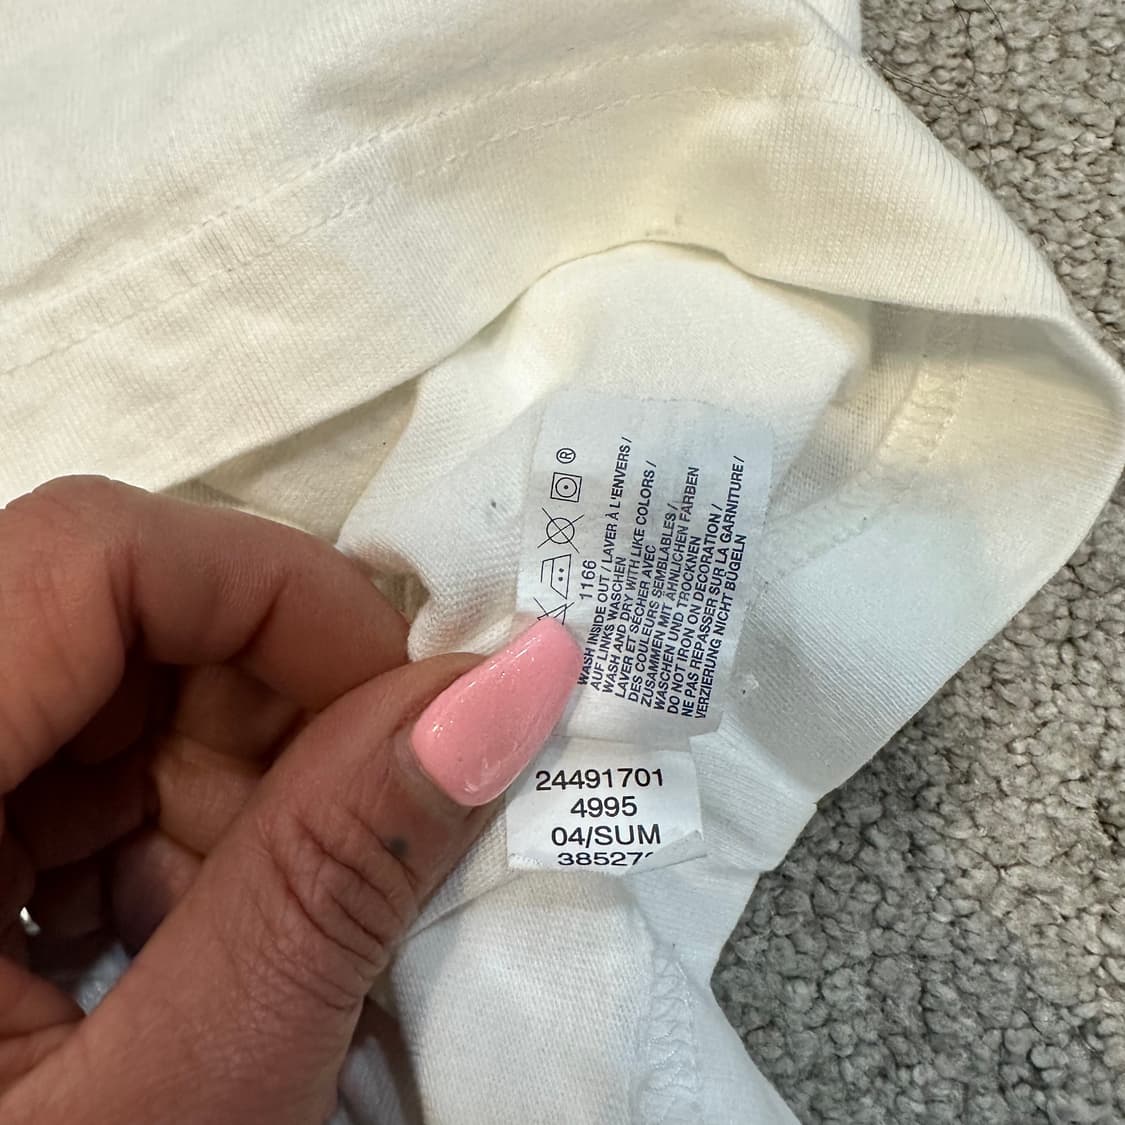 ®
1166
WASH INSIDE OUT / LAVER À L'ENVERS /
AUF LINKS WASCHEN
WASH AND DRY WITH LIKE COLORS /
LAVER ET SÉCHER AVEC
DES COULEURS SEMBLABLES /
ZUSAMMEN MIT ÄHNLICHEN FARBEN
WASCHEN UND TROCKNEN
DO NOT IRON ON DECORATION /
NE PAS REPASSER SUR LA GARNITURE /
VERZIERUNG NICHT BÜGELN
24491701
4995
04/SUM